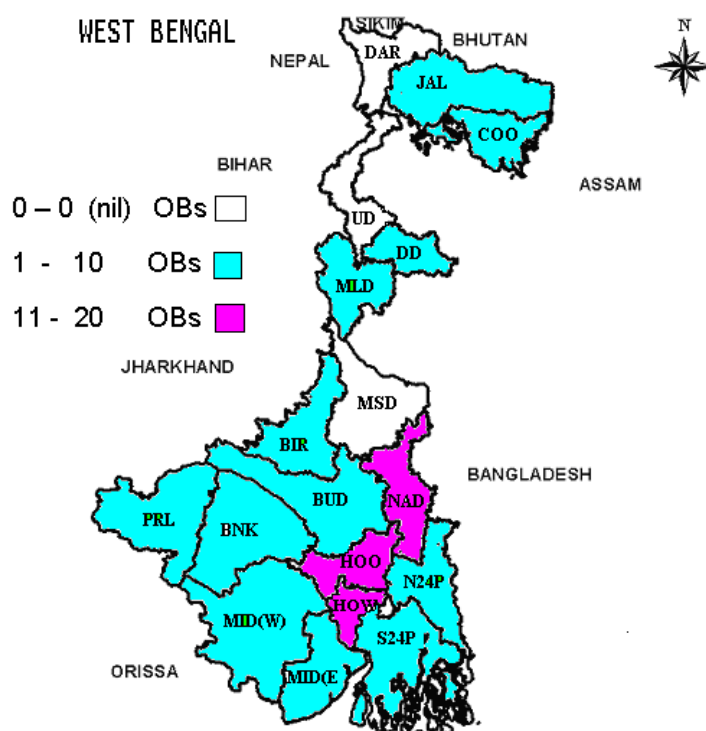 SIKIM
WEST BENGAL
N
DAR
BHUTAN
NEPAL
JAL
COO
BIHAR
ASSAM
0 – 0 (nil) OBs
UD
DD
1 - 10 OBs
MLD
11 - 20 OBs
JHARKHAND
MSD
BIR
BANGLADESH
BUD
NAD
PRL
BNK
HOO
N24P
HOW
MID(W)
S24P
ORISSA
MID(E